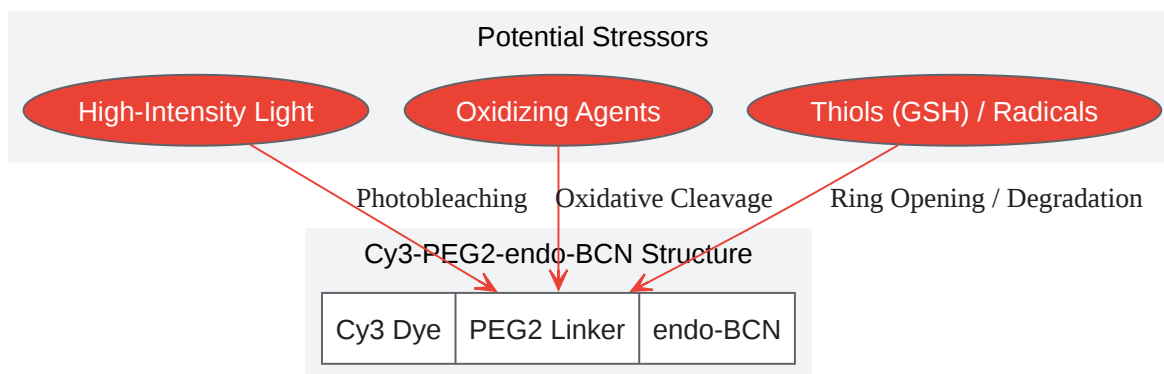 Potential Stressors
High-Intensity Light
Oxidizing Agents
Thiols (GSH) / Radicals
Photobleaching
Oxidative Cleavage
Ring Opening / Degradation
Cy3-PEG2-endo-BCN Structure
Cy3 Dye
PEG2 Linker
endo-BCN